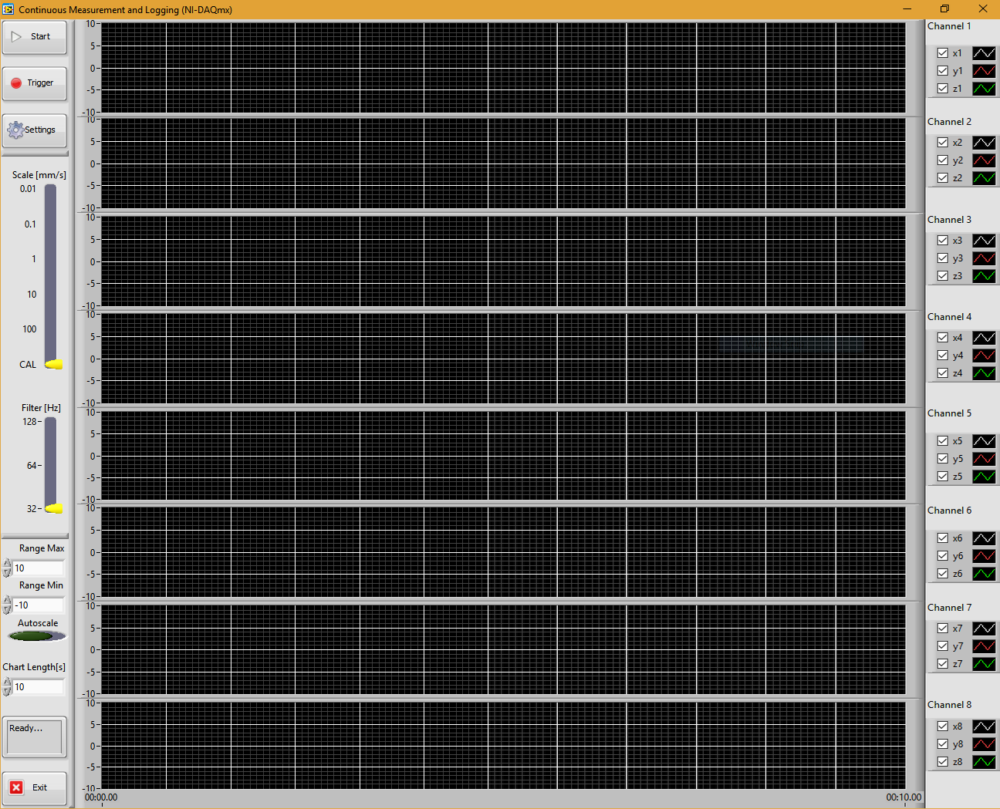 Continuous Measurement and Logging (NI-DAQmx)
Start
Trigger
Settings
Scale [mm/s]
0.01
0.1
1
10
100
CAL
Filter [Hz]
128
64
32
Range Max
10
Range Min
-10
Autoscale
Chart Length[s]
10
Ready...
Exit
10
5
0
-5
-10
10
5
0
-5
-10
10
5
0
-5
-10
10
5
0
-5
-10
10
5
0
-5
-10
10
5
0
-5
-10
10
5
0
-5
-10
10
5
0
-5
-10
00:00.00
00:10.00
Channel 1
x1
y1
z1
Channel 2
x2
y2
z2
Channel 3
x3
y3
z3
Channel 4
x4
y4
z4
Channel 5
x5
y5
z5
Channel 6
x6
y6
z6
Channel 7
x7
y7
z7
Channel 8
x8
y8
z8